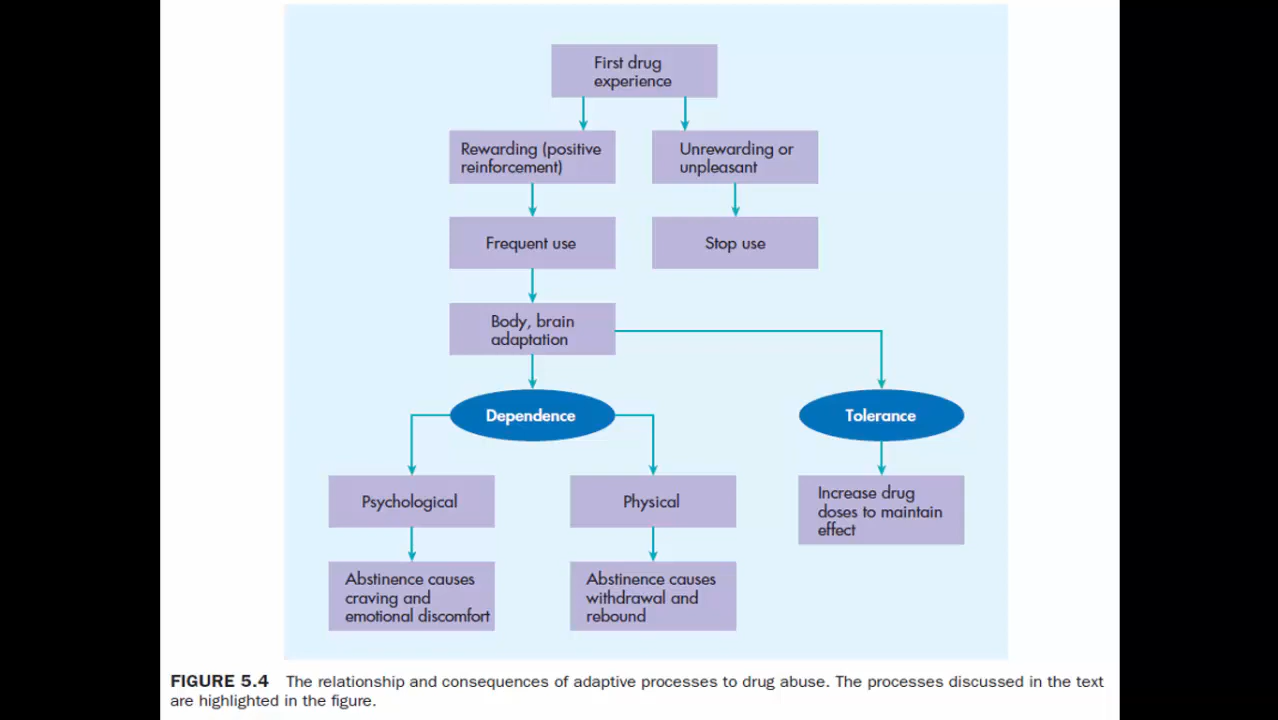 First drug
experience
Rewarding (positive
reinforcement)
Unrewarding or
unpleasant
Frequent use
Stop use
Body, brain
adaptation
Dependence
Tolerance
Psychological
Physical
Increase drug
doses to maintain
effect
Abstinence causes
craving and
emotional discomfort
Abstinence causes
withdrawal and
rebound
FIGURE 5.4 The relationship and consequences of adaptive processes to drug abuse. The processes discussed in the text
are highlighted in the figure.